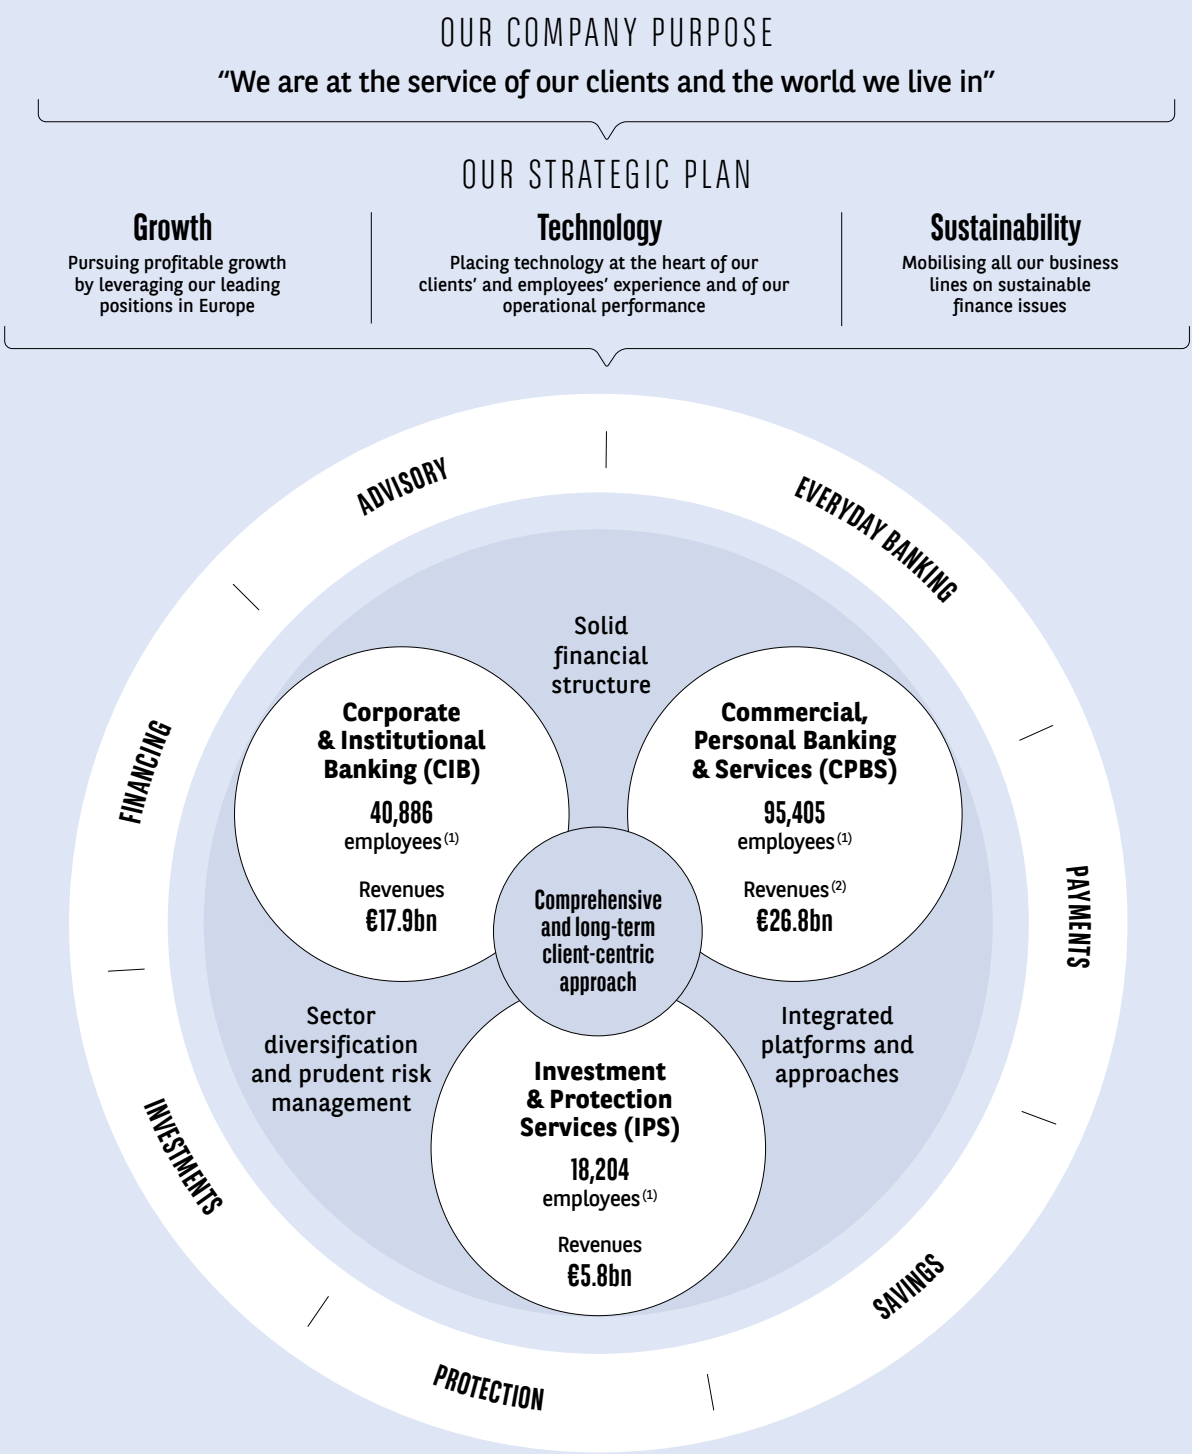 OUR COMPANY PURPOSE
“We are at the service of our clients and the world we live in”
OUR STRATEGIC PLAN
Growth
Pursuing profitable growth
by leveraging our leading
positions in Europe
Technology
Placing technology at the heart of our
clients’ and employees’ experience and of our
operational performance
Sustainability
Mobilising all our business
lines on sustainable
finance issues
ADVISORY
EVERYDAY BANKING
FINANCING
PAYMENTS
INVESTMENTS
SAVINGS
PROTECTION
Solid
financial
structure
Corporate
& Institutional
Banking (CIB)
40,886
employees (1)
Revenues
€17.9bn
Commercial,
Personal Banking
& Services (CPBS)
95,405
employees (1)
Revenues (2)
€26.8bn
Comprehensive
and long-term
client-centric
approach
Sector
diversification
and prudent risk
management
Integrated
platforms and
approaches
Investment
& Protection
Services (IPS)
18,204
employees (1)
Revenues
€5.8bn